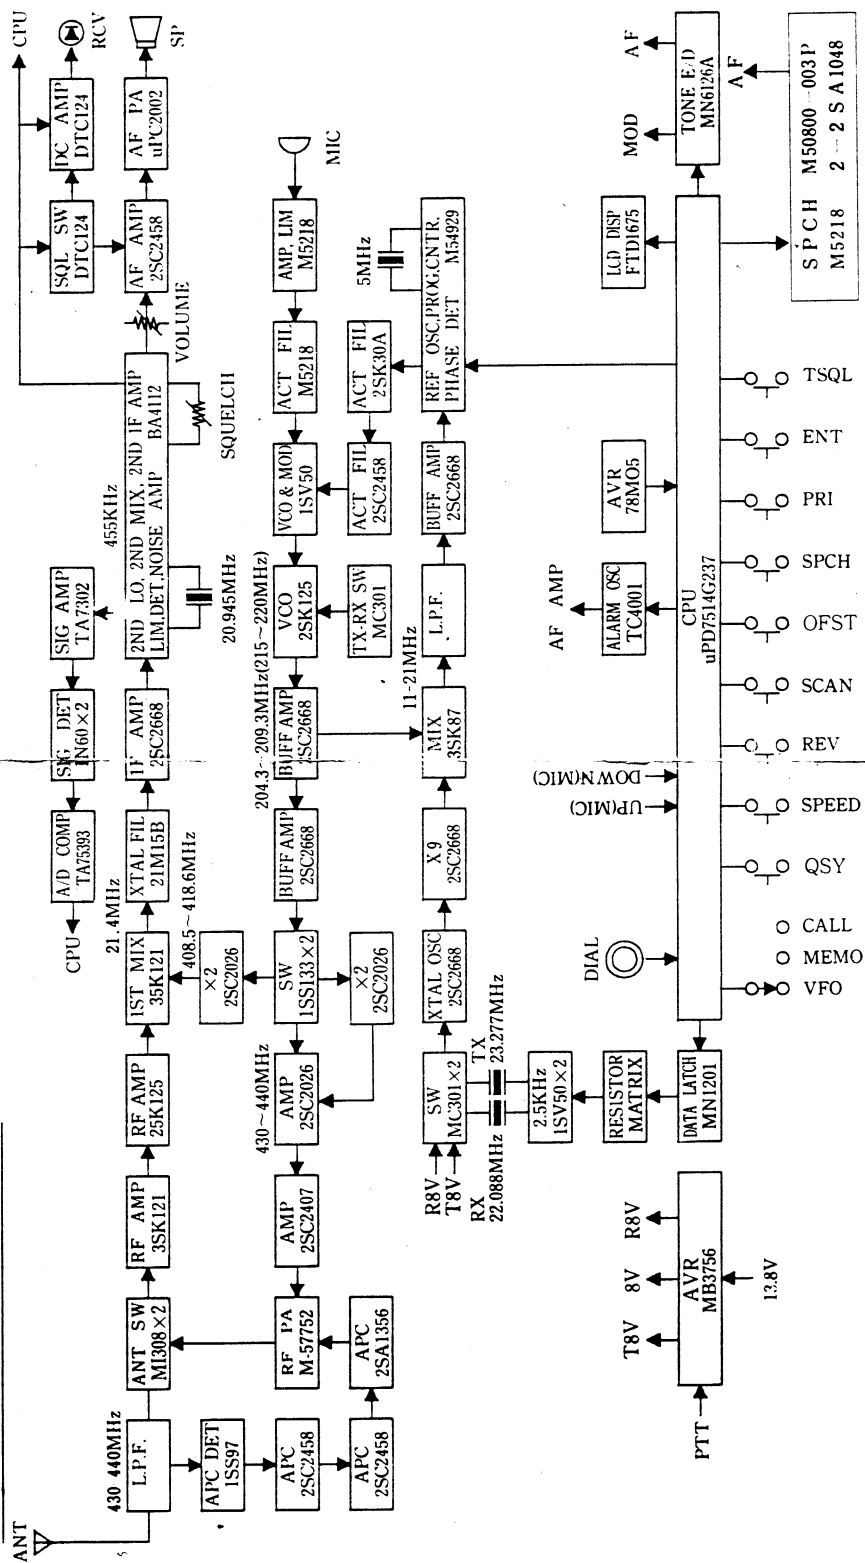 ANT
430-440MHz
L.P.F.
ANT SW
MI308×2
RF AMP
3SK121
RF AMP
25K125
1ST MIX
35K121
21.4MHz
XTAL FIL
21M15B
IF AMP
2SC2668
2ND LO, 2ND MIX, 2ND IF AMP
LIM.DET.NOISE AMP BA4112
455KHz
20.945MHz
SQUELCH
VOLUME
AF AMP
2SC2458
AF PA
uPC2002
SP
SQL SW
DTC124
DC AMP
DTC124
RCV
CPU
SIG AMP
TA7302
SIG DET
IN60×2
A/D COMP
TA75393
CPU
408.5~418.6MHz
×2
2SC2026
APC DET
1SS97
APC
2SC2458
APC
2SC2458
APC
2SA1356
RF PA
M-57752
AMP
2SC2407
430~440MHz
AMP
2SC2026
×2
2SC2026
SW
1SS133×2
BUFF AMP
2SC2668
204.3~209.3MHz(215~220MHz)
BUFF AMP
2SC2668
VCO
2SK125
TX-RX SW
MC301
VCO & MOD
1SV50
ACT FIL
M5218
AMP, LIM
M5218
MIC
ACT FIL
2SC2458
ACT FIL
2SK30A
5MHz
REF OSC,PROG.CNTR.
PHASE DET M54929
BUFF AMP
2SC2668
L.P.F.
11-21MHz
MIX
3SK87
X9
2SC2668
XTAL OSC
2SC2668
SW
MC301×2
R8V
T8V
RX
22.088MHz
TX
23.277MHz
2.5KHz
1SV50×2
RESISTOR
MATRIX
DATA LATCH
MN1201
DIAL
UP(MIC)
DOWN(MIC)
AF AMP
ALARM OSC
TC4001
AVR
78MO5
LCD DISP
FTD1675
CPU
uPD7514G237
MOD
AF
TONE E/D
MN6126A
AF
SPCH M50800-003P
M5218 2-2SA1048
VFO
MEMO
CALL
QSY
SPEED
REV
SCAN
OFST
SPCH
PRI
ENT
TSQL
PTT
T8V
8V
R8V
AVR
MB3756
13.8V